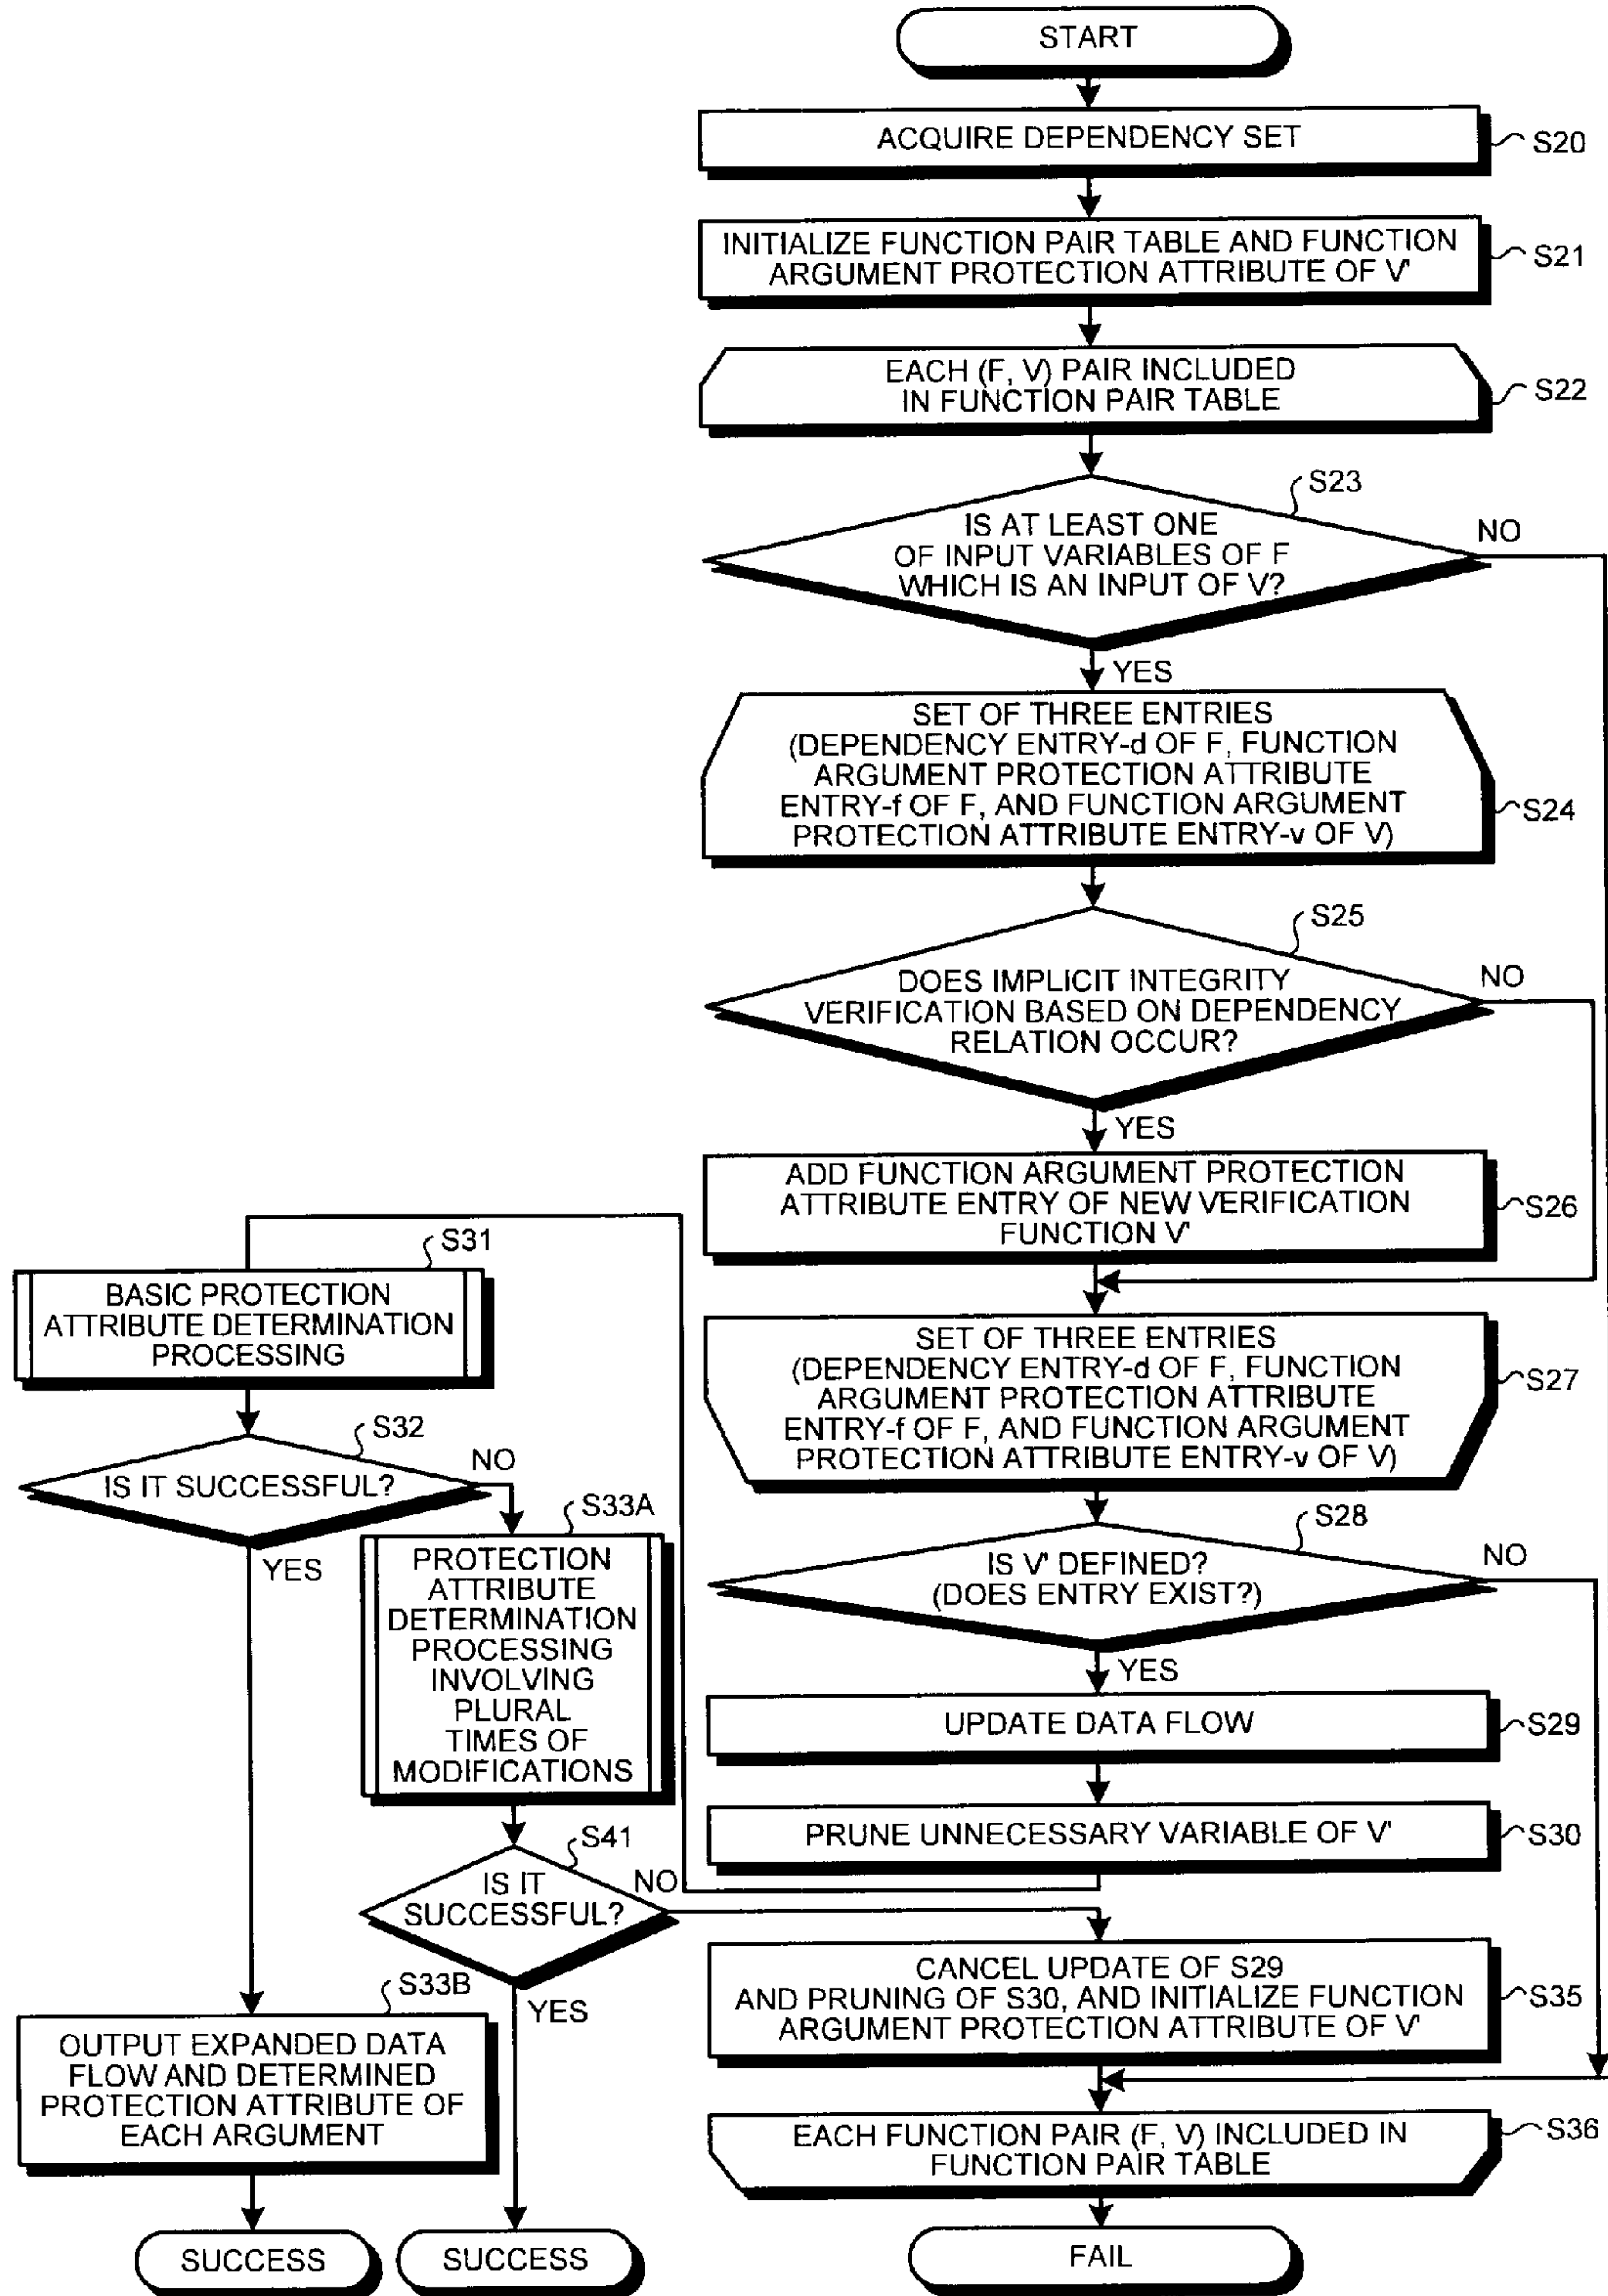 START
ACQUIRE DEPENDENCY SET
S20
INITIALIZE FUNCTION PAIR TABLE AND FUNCTION
ARGUMENT PROTECTION ATTRIBUTE OF V'
S21
EACH (F, V) PAIR INCLUDED
IN FUNCTION PAIR TABLE
S22
S23
IS AT LEAST ONE
OF INPUT VARIABLES OF F
WHICH IS AN INPUT OF V?
NO
YES
SET OF THREE ENTRIES
(DEPENDENCY ENTRY-d OF F, FUNCTION
ARGUMENT PROTECTION ATTRIBUTE
ENTRY-f OF F, AND FUNCTION ARGUMENT
PROTECTION ATTRIBUTE ENTRY-v OF V)
S24
S25
DOES IMPLICIT INTEGRITY
VERIFICATION BASED ON DEPENDENCY
RELATION OCCUR?
NO
YES
ADD FUNCTION ARGUMENT PROTECTION
ATTRIBUTE ENTRY OF NEW VERIFICATION
FUNCTION V'
S26
SET OF THREE ENTRIES
(DEPENDENCY ENTRY-d OF F, FUNCTION
ARGUMENT PROTECTION ATTRIBUTE
ENTRY-f OF F, AND FUNCTION ARGUMENT
PROTECTION ATTRIBUTE ENTRY-v OF V)
S27
S28
IS V' DEFINED?
(DOES ENTRY EXIST?)
NO
YES
UPDATE DATA FLOW
S29
PRUNE UNNECESSARY VARIABLE OF V'
S30
S31
BASIC PROTECTION
ATTRIBUTE DETERMINATION
PROCESSING
S32
IS IT SUCCESSFUL?
NO
YES
S33A
PROTECTION
ATTRIBUTE
DETERMINATION
PROCESSING
INVOLVING
PLURAL
TIMES OF
MODIFICATIONS
S41
IS IT
SUCCESSFUL?
NO
YES
S33B
OUTPUT EXPANDED DATA
FLOW AND DETERMINED
PROTECTION ATTRIBUTE OF
EACH ARGUMENT
SUCCESS
SUCCESS
CANCEL UPDATE OF S29
AND PRUNING OF S30, AND INITIALIZE FUNCTION
ARGUMENT PROTECTION ATTRIBUTE OF V'
S35
EACH FUNCTION PAIR (F, V) INCLUDED IN
FUNCTION PAIR TABLE
S36
FAIL